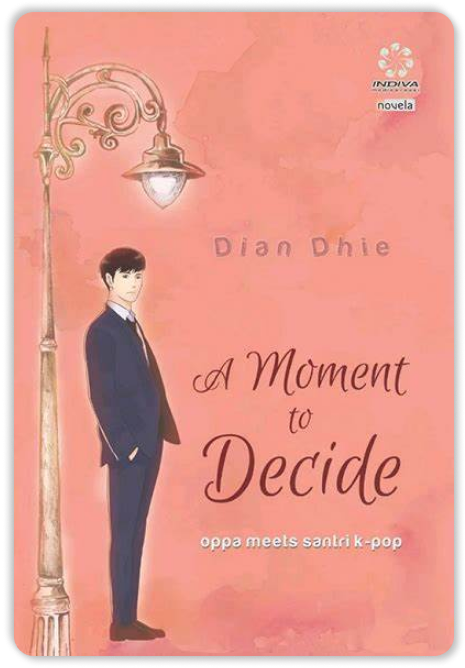 INDIVA
novela
Dian Dhie
A Moment
to
Decide
oppa meets santri k-pop